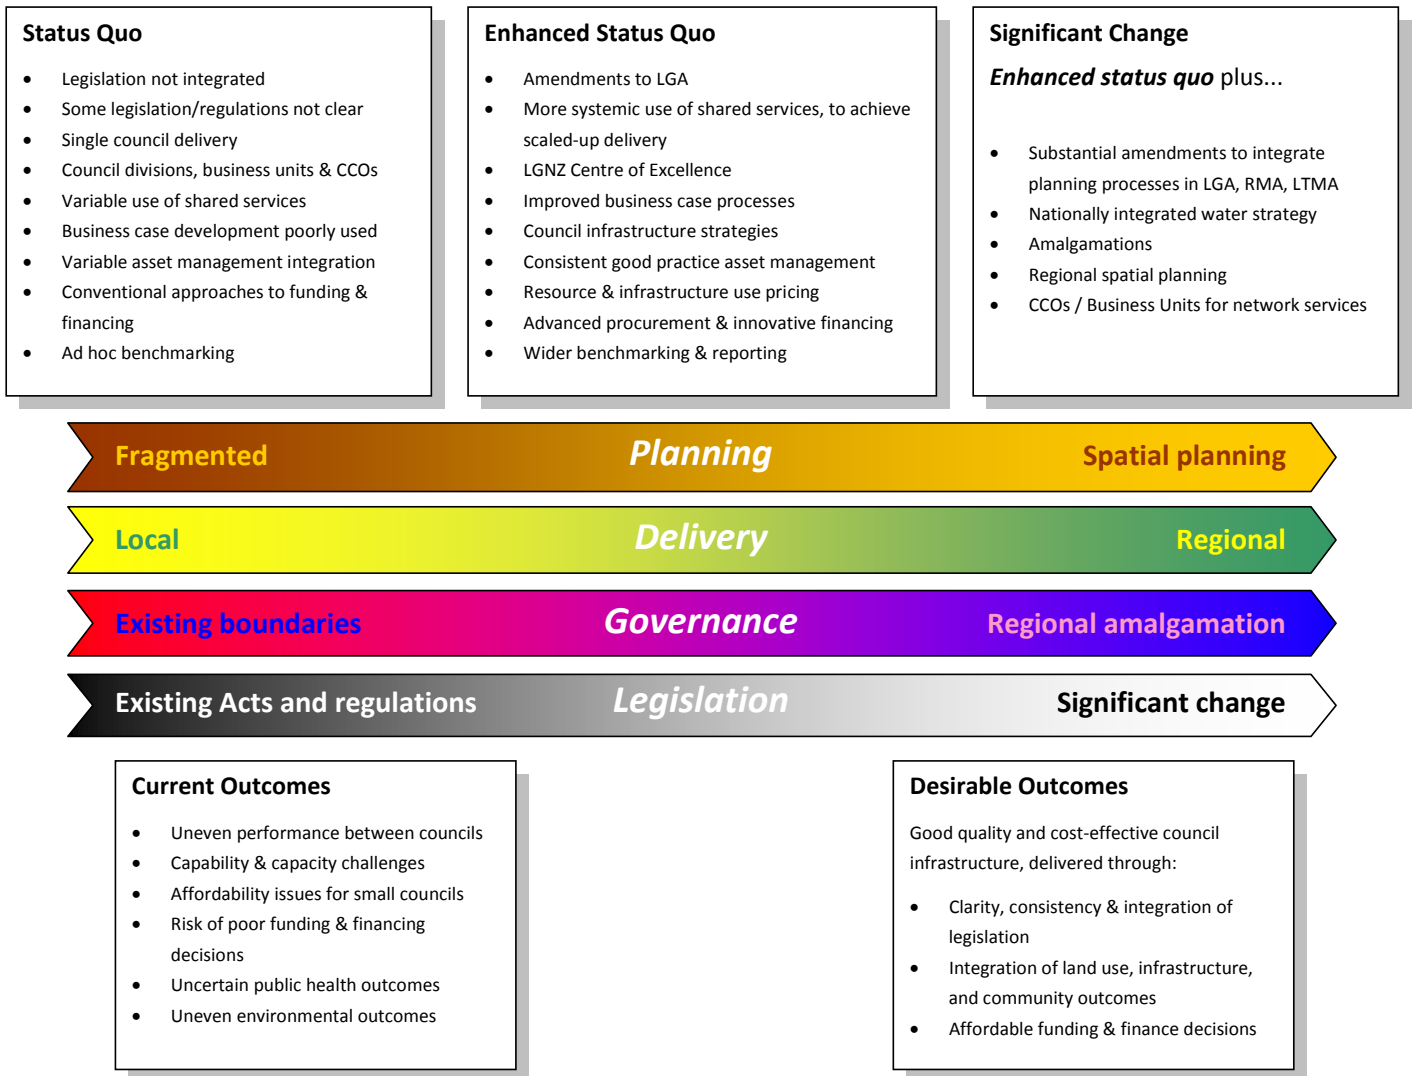 Status Quo
• Legislation not integrated
• Some legislation/regulations not clear
• Single council delivery
• Council divisions, business units & CCOs
• Variable use of shared services
• Business case development poorly used
• Variable asset management integration
• Conventional approaches to funding &
financing
• Ad hoc benchmarking
Enhanced Status Quo
• Amendments to LGA
• More systemic use of shared services, to achieve
scaled-up delivery
• LGNZ Centre of Excellence
• Improved business case processes
• Council infrastructure strategies
• Consistent good practice asset management
• Resource & infrastructure use pricing
• Advanced procurement & innovative financing
• Wider benchmarking & reporting
Significant Change
Enhanced status quo plus...
• Substantial amendments to integrate
planning processes in LGA, RMA, LTMA
• Nationally integrated water strategy
• Amalgamations
• Regional spatial planning
• CCOs / Business Units for network services
Fragmented Planning Spatial planning
Local Delivery Regional
Existing boundaries Governance Regional amalgamation
Existing Acts and regulations Legislation Significant change
Current Outcomes
• Uneven performance between councils
• Capability & capacity challenges
• Affordability issues for small councils
• Risk of poor funding & financing
decisions
• Uncertain public health outcomes
• Uneven environmental outcomes
Desirable Outcomes
Good quality and cost-effective council
infrastructure, delivered through:
• Clarity, consistency & integration of
legislation
• Integration of land use, infrastructure,
and community outcomes
• Affordable funding & finance decisions